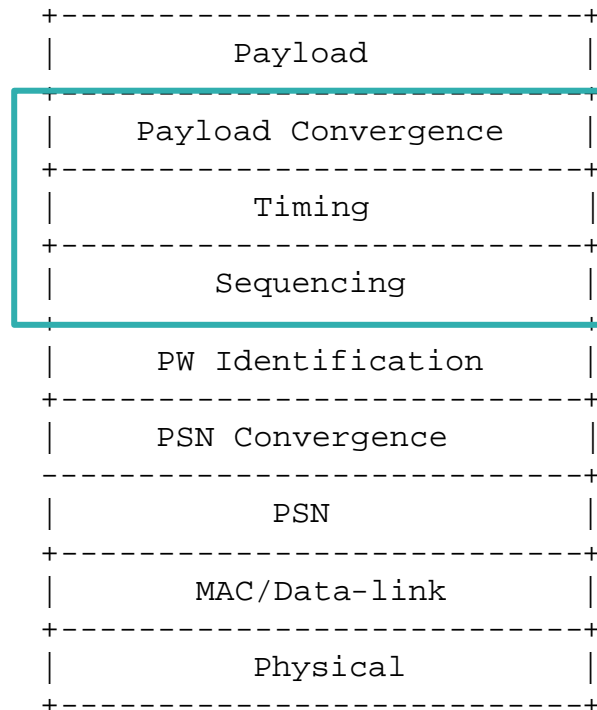 +----------------------------+
| Payload |
+----------------------------+
| Payload Convergence |
+----------------------------+
| Timing |
+----------------------------+
| Sequencing |
+----------------------------+
| PW Identification |
+----------------------------+
| PSN Convergence |
-----------------------------+
| PSN |
+----------------------------+
| MAC/Data-link |
+----------------------------+
| Physical |
+----------------------------+